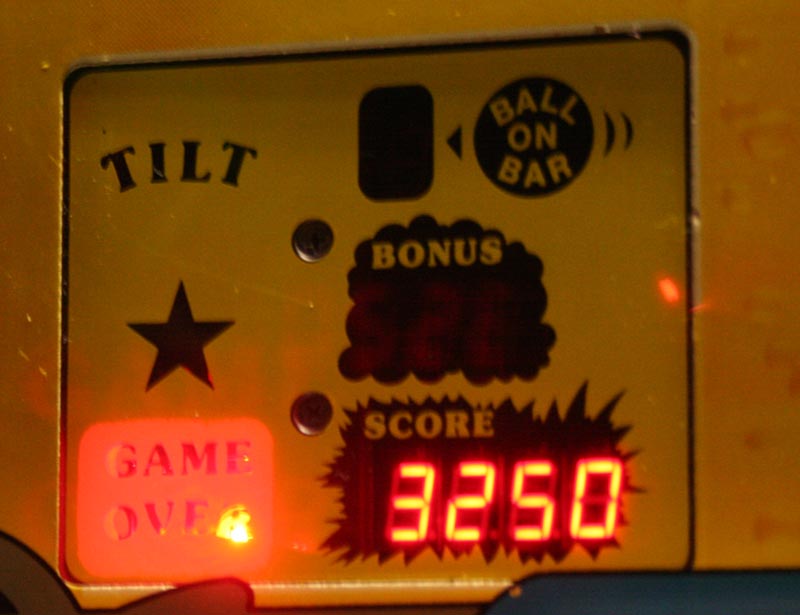 TILT
BALL
ON
BAR
BONUS
SCORE
3250
GAME
OVER